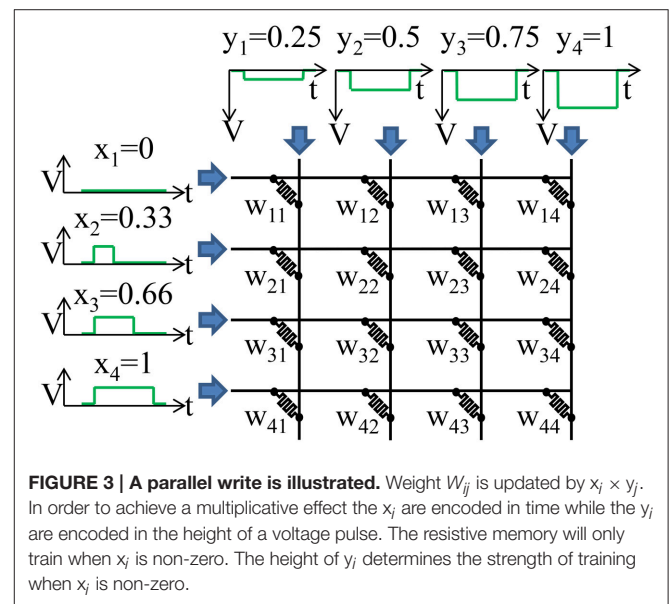 y1=0.25 y2=0.5 y3=0.75 y4=1
t t t t
V V V V
x1=0
V t
W11 W12 W13 W14
x2=0.33
V t
W21 W22 W23 W24
x3=0.66
V t
W31 W32 W33 W34
x4=1
V t
W41 W42 W43 W44
FIGURE 3 | A parallel write is illustrated. Weight Wij is updated by xi × yj.
In order to achieve a multiplicative effect the xi are encoded in time while the yi
are encoded in the height of a voltage pulse. The resistive memory will only
train when xi is non-zero. The height of yi determines the strength of training
when xi is non-zero.